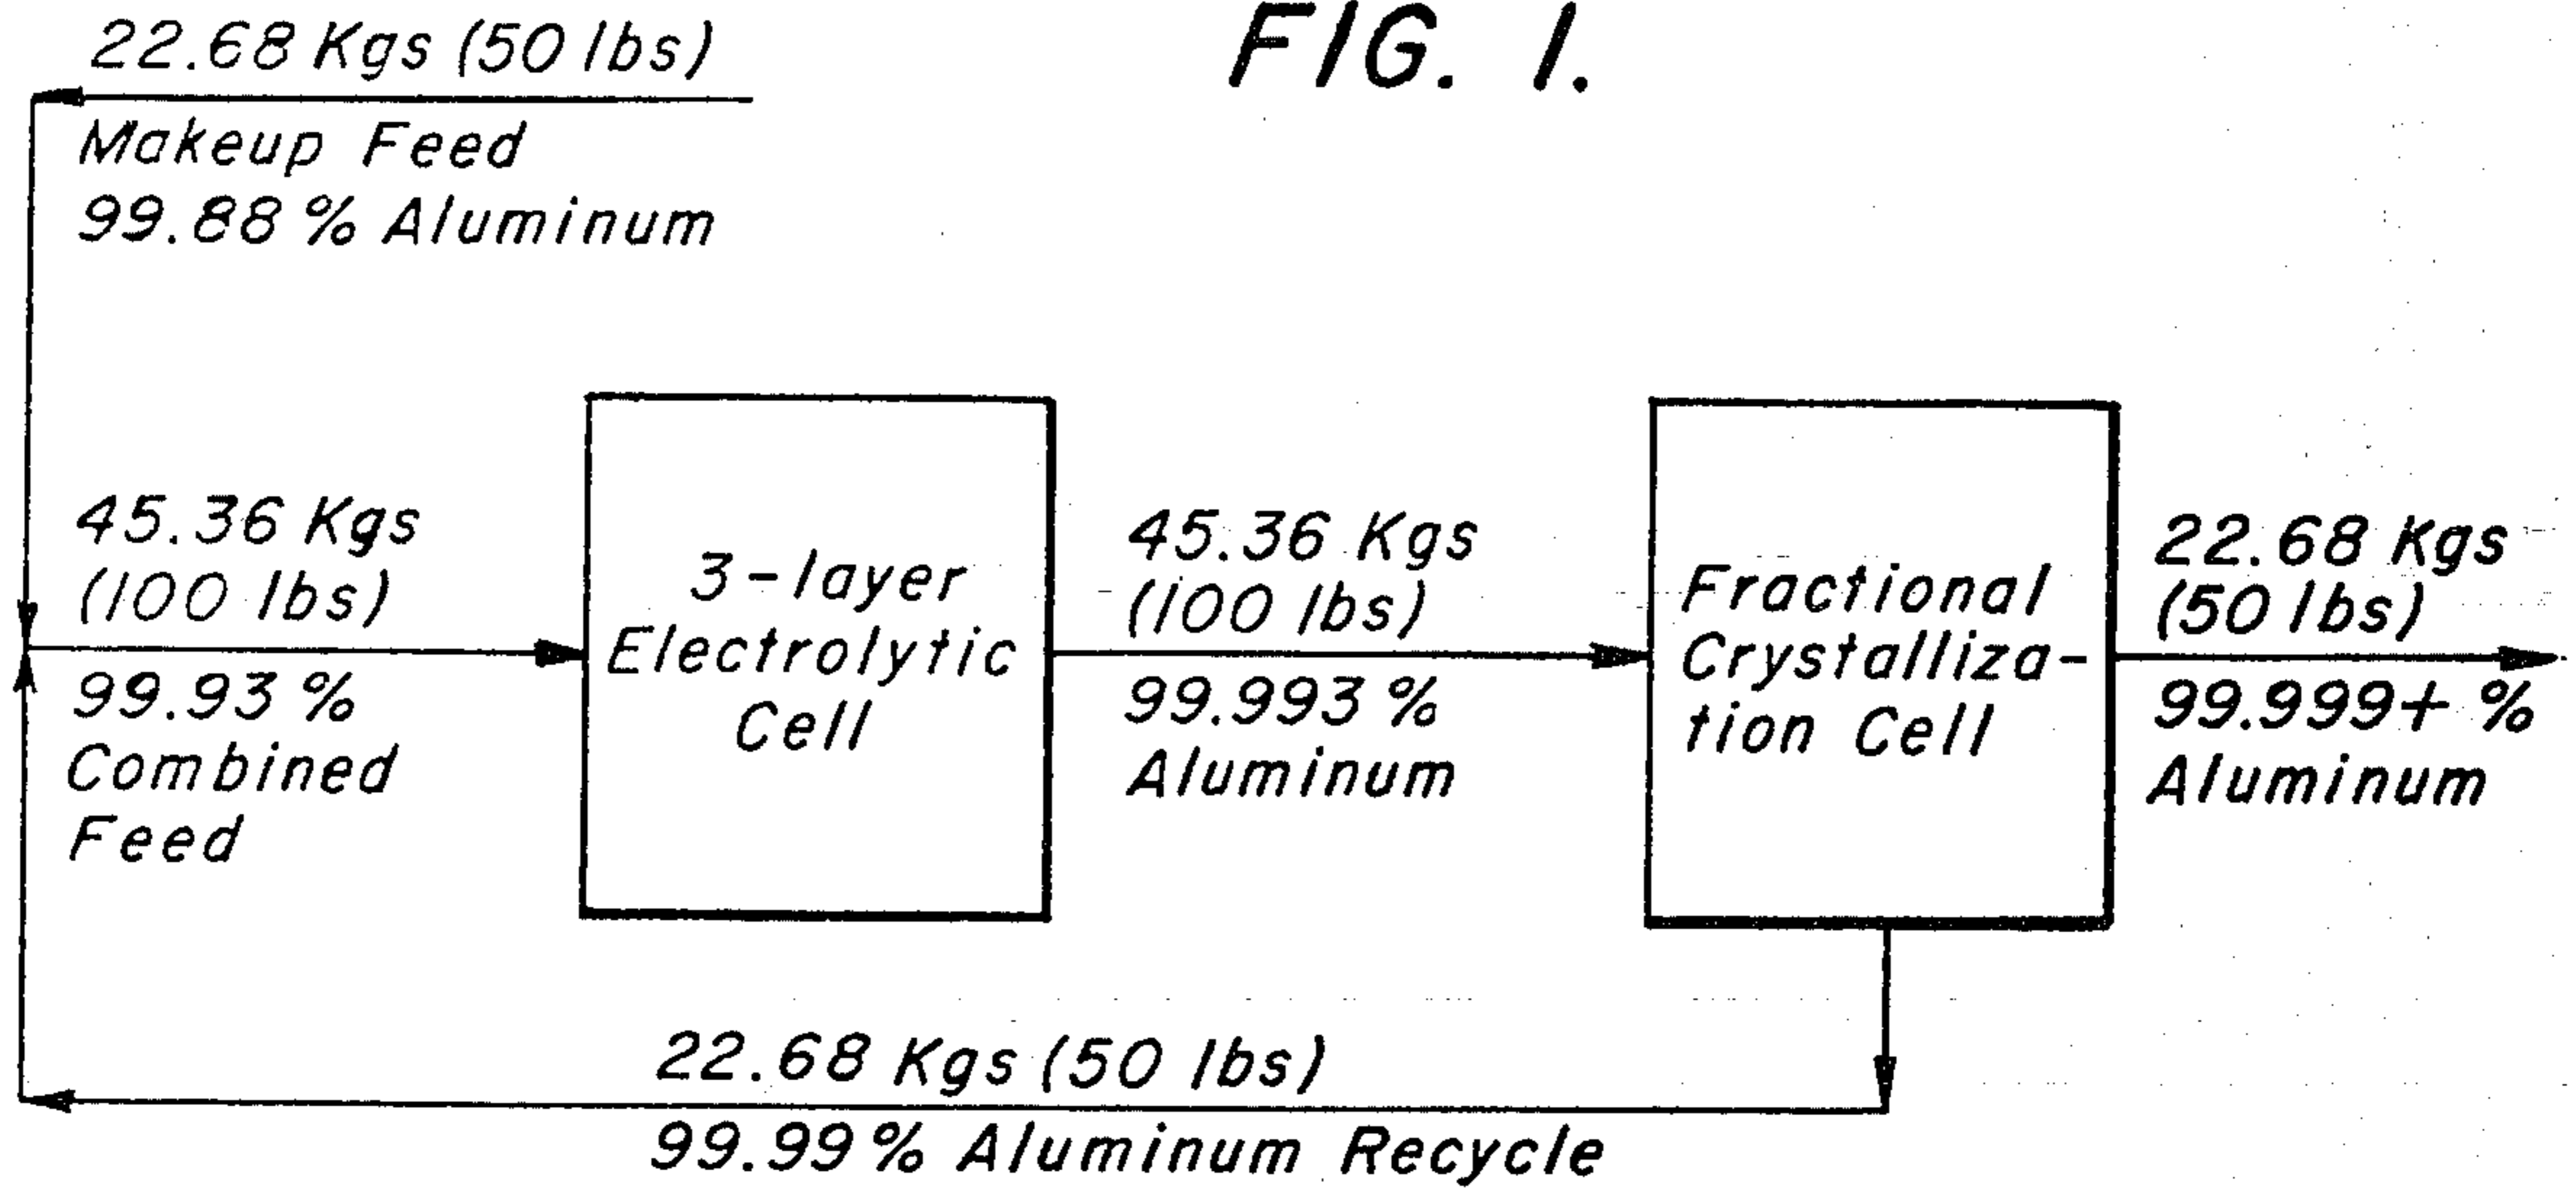 FIG. 1.
22.68 Kgs (50 lbs)
Makeup Feed
99.88% Aluminum
45.36 Kgs
(100 lbs)
99.93%
Combined
Feed
3-layer
Electrolytic
Cell
45.36 Kgs
(100 lbs)
99.993%
Aluminum
Fractional
Crystalliza-
tion Cell
22.68 Kgs
(50 lbs)
99.999+ %
Aluminum
22.68 Kgs (50 lbs)
99.99% Aluminum Recycle